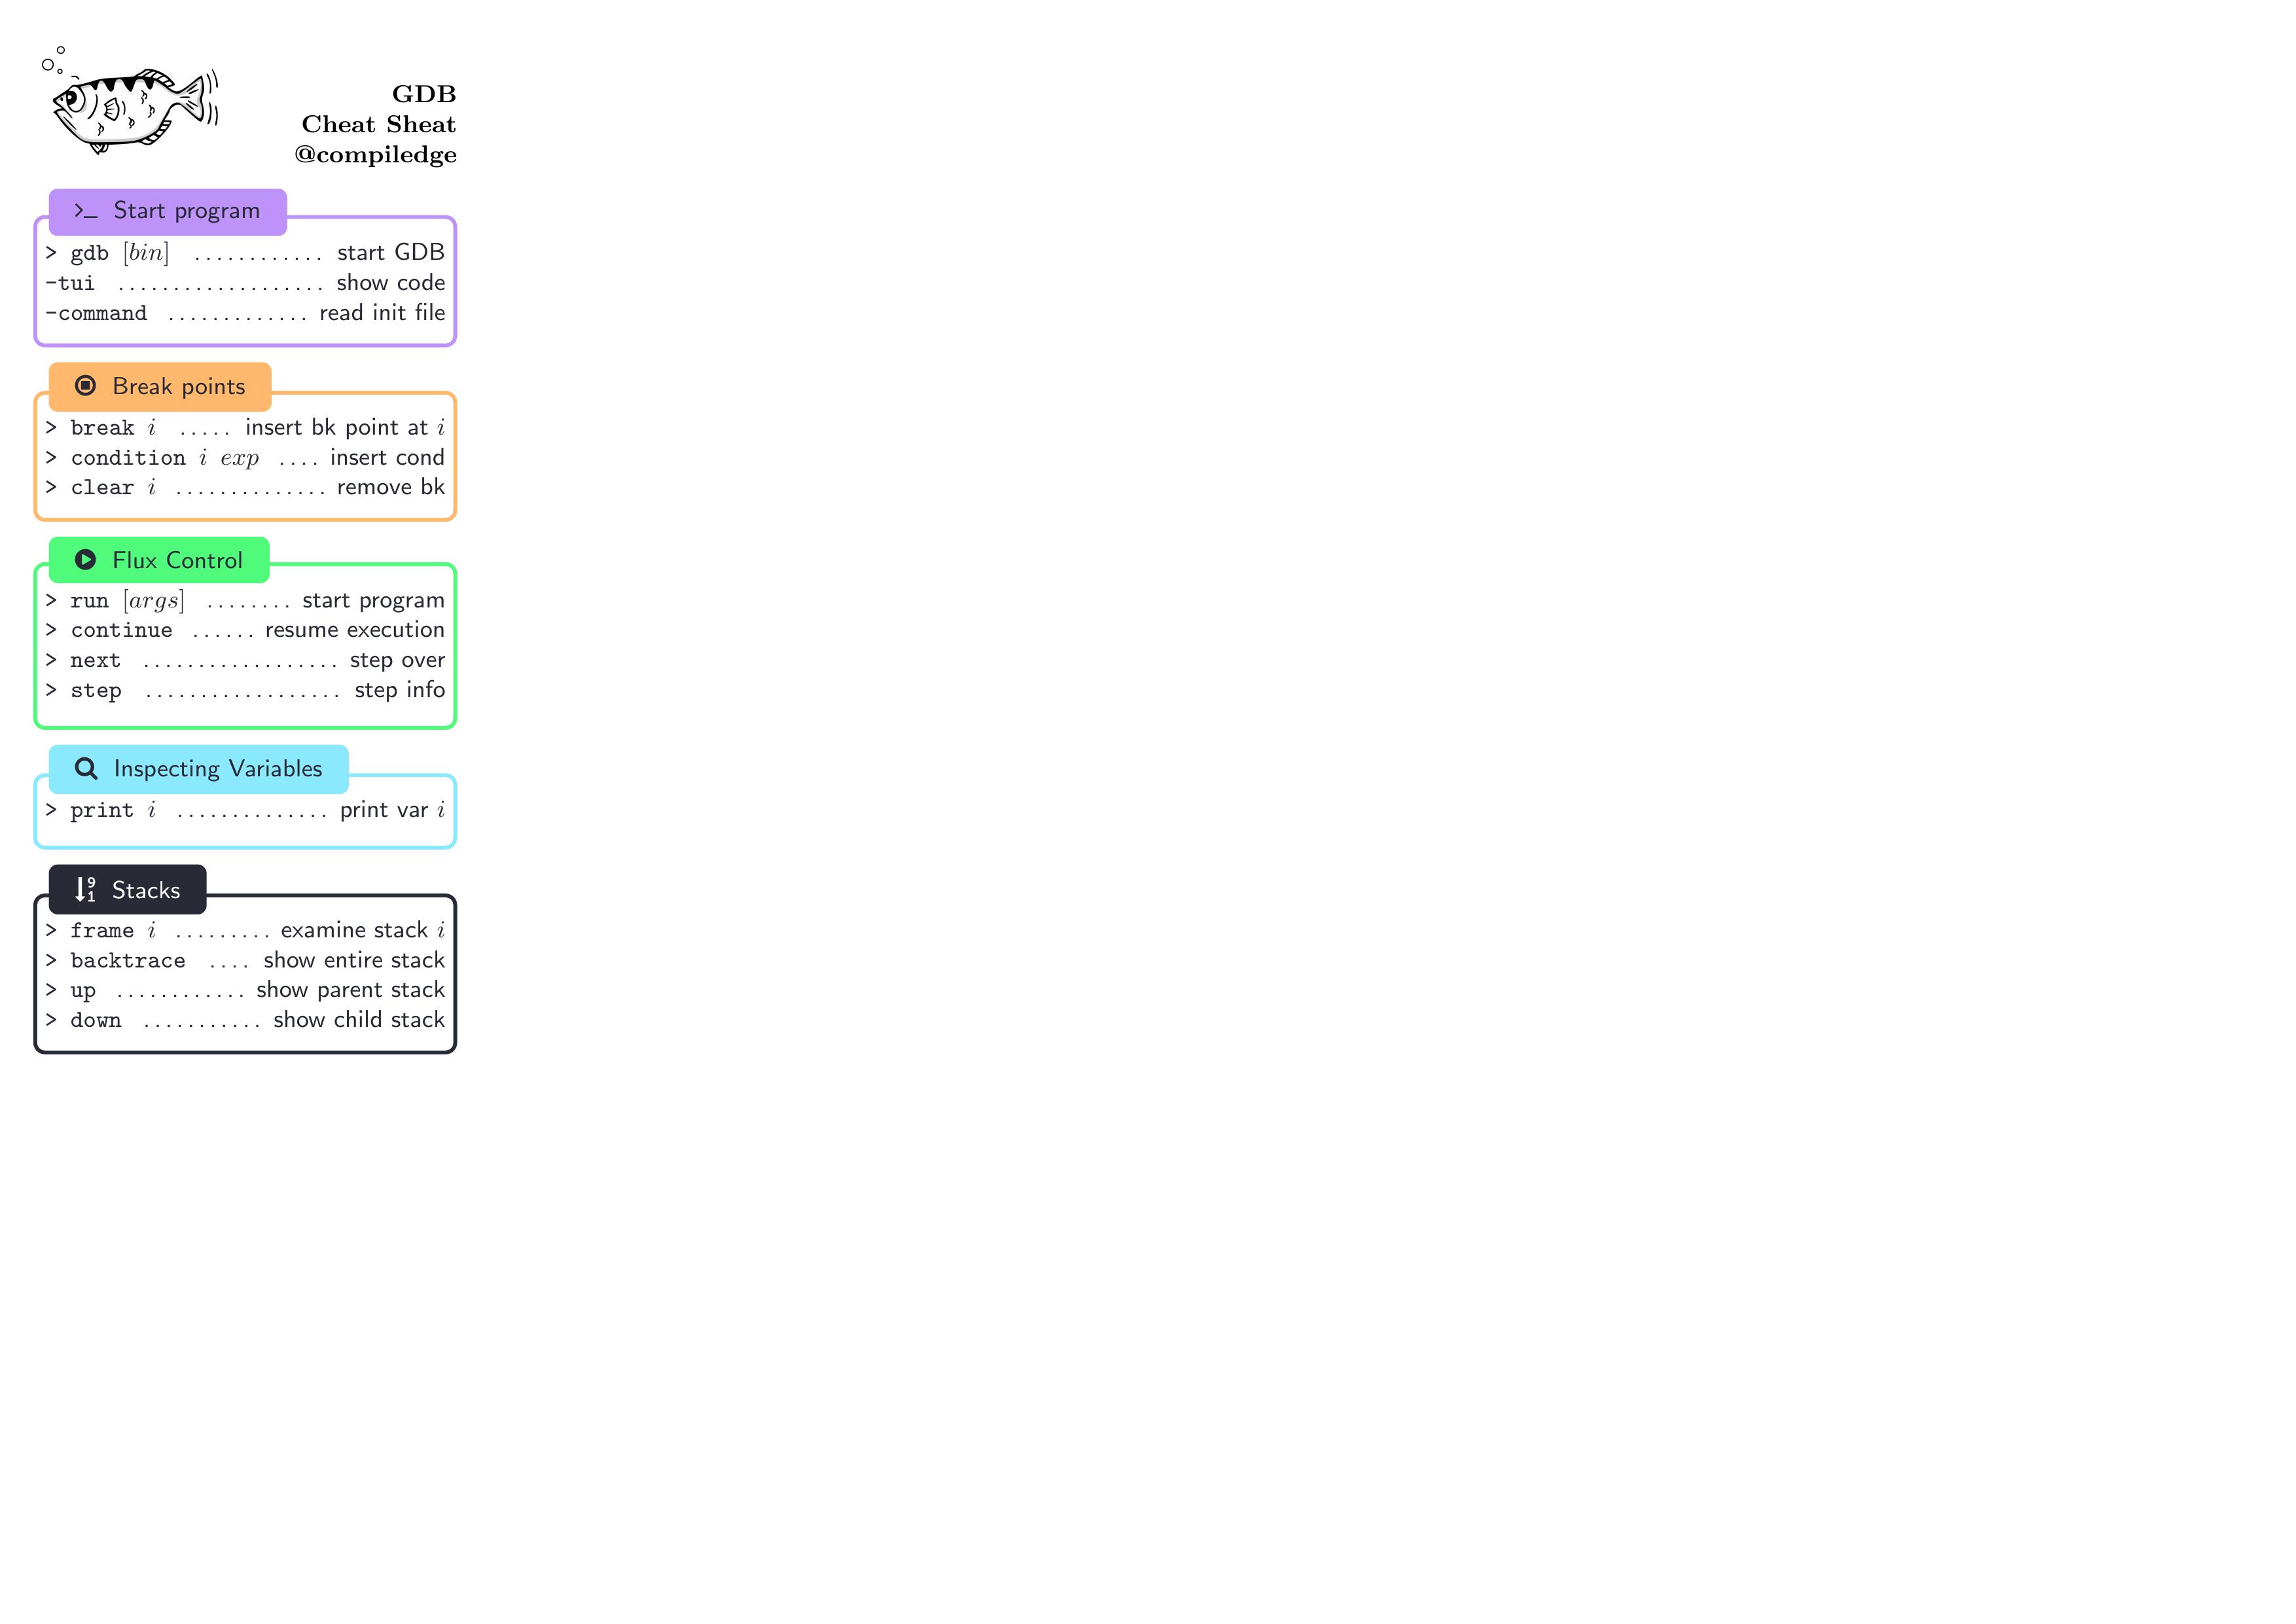 GDB
Cheat Sheat
@compiledge
>_ Start program
> gdb [bin] ............ start GDB
-tui ................... show code
-command ............. read init file
Break points
> break i ..... insert bk point at i
> condition i exp .... insert cond
> clear i .............. remove bk
Flux Control
> run [args] ........ start program
> continue ...... resume execution
> next .................. step over
> step .................. step info
Inspecting Variables
> print i .............. print var i
91 Stacks
> frame i ......... examine stack i
> backtrace .... show entire stack
> up ............ show parent stack
> down ........... show child stack